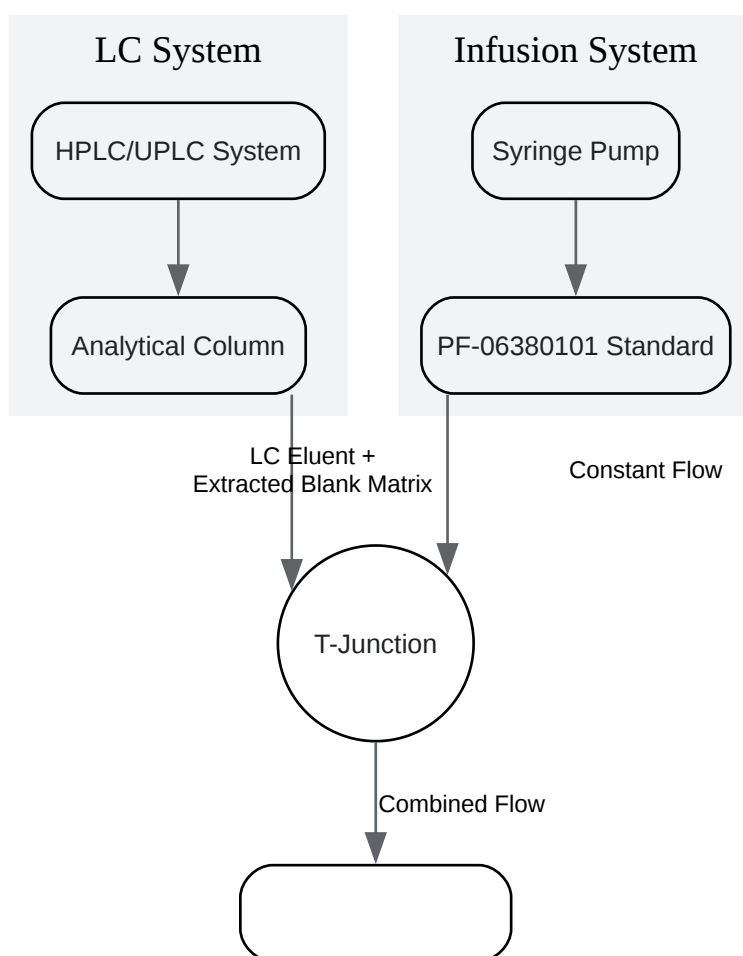 LC System
Infusion System
HPLC/UPLC System
Syringe Pump
Analytical Column
PF-06380101 Standard
LC Eluent +
Extracted Blank Matrix
Constant Flow
T-Junction
Combined Flow